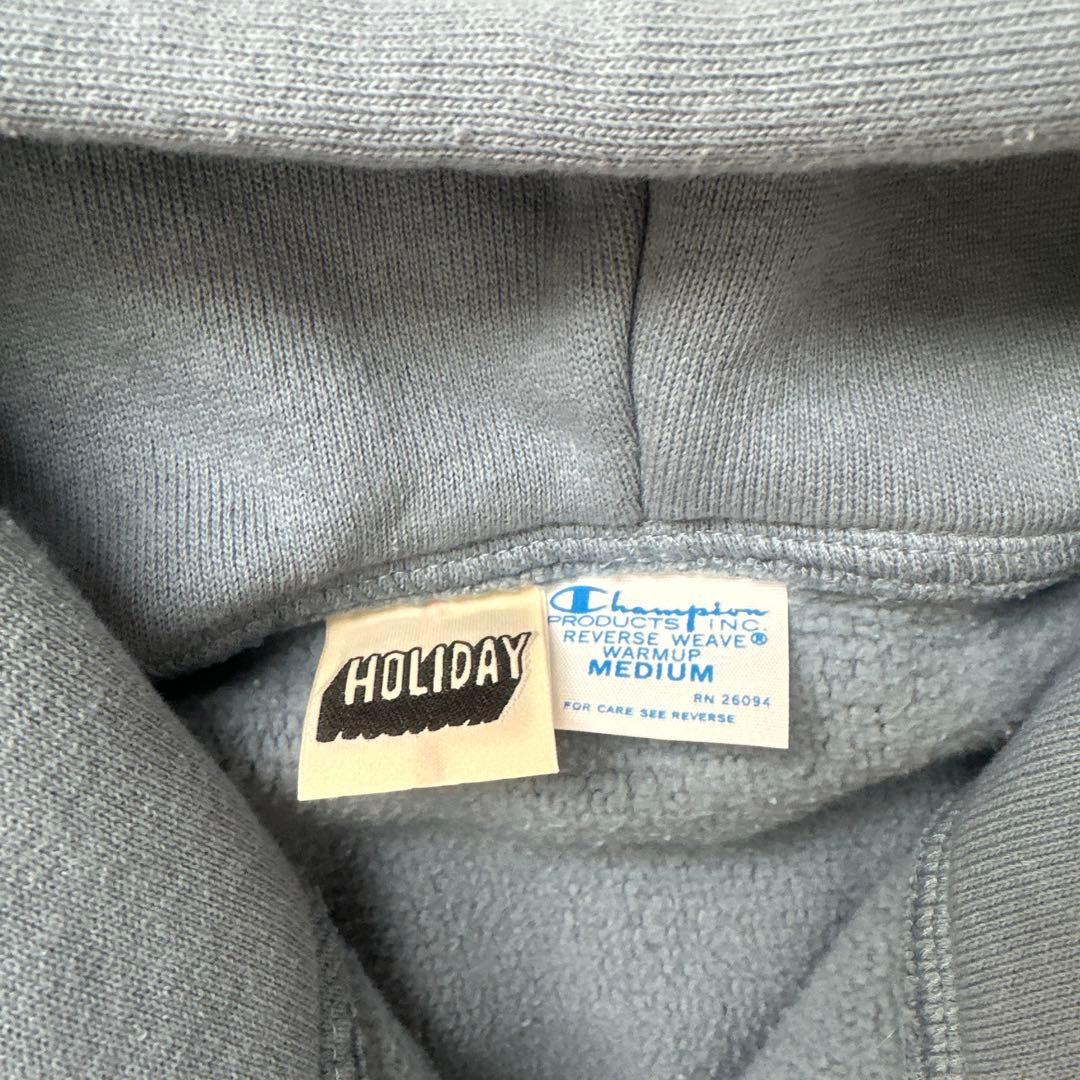 HOLIDAY
Champion
PRODUCTS INC.
REVERSE WEAVE®
WARMUP
MEDIUM
RN 26094
FOR CARE SEE REVERSE